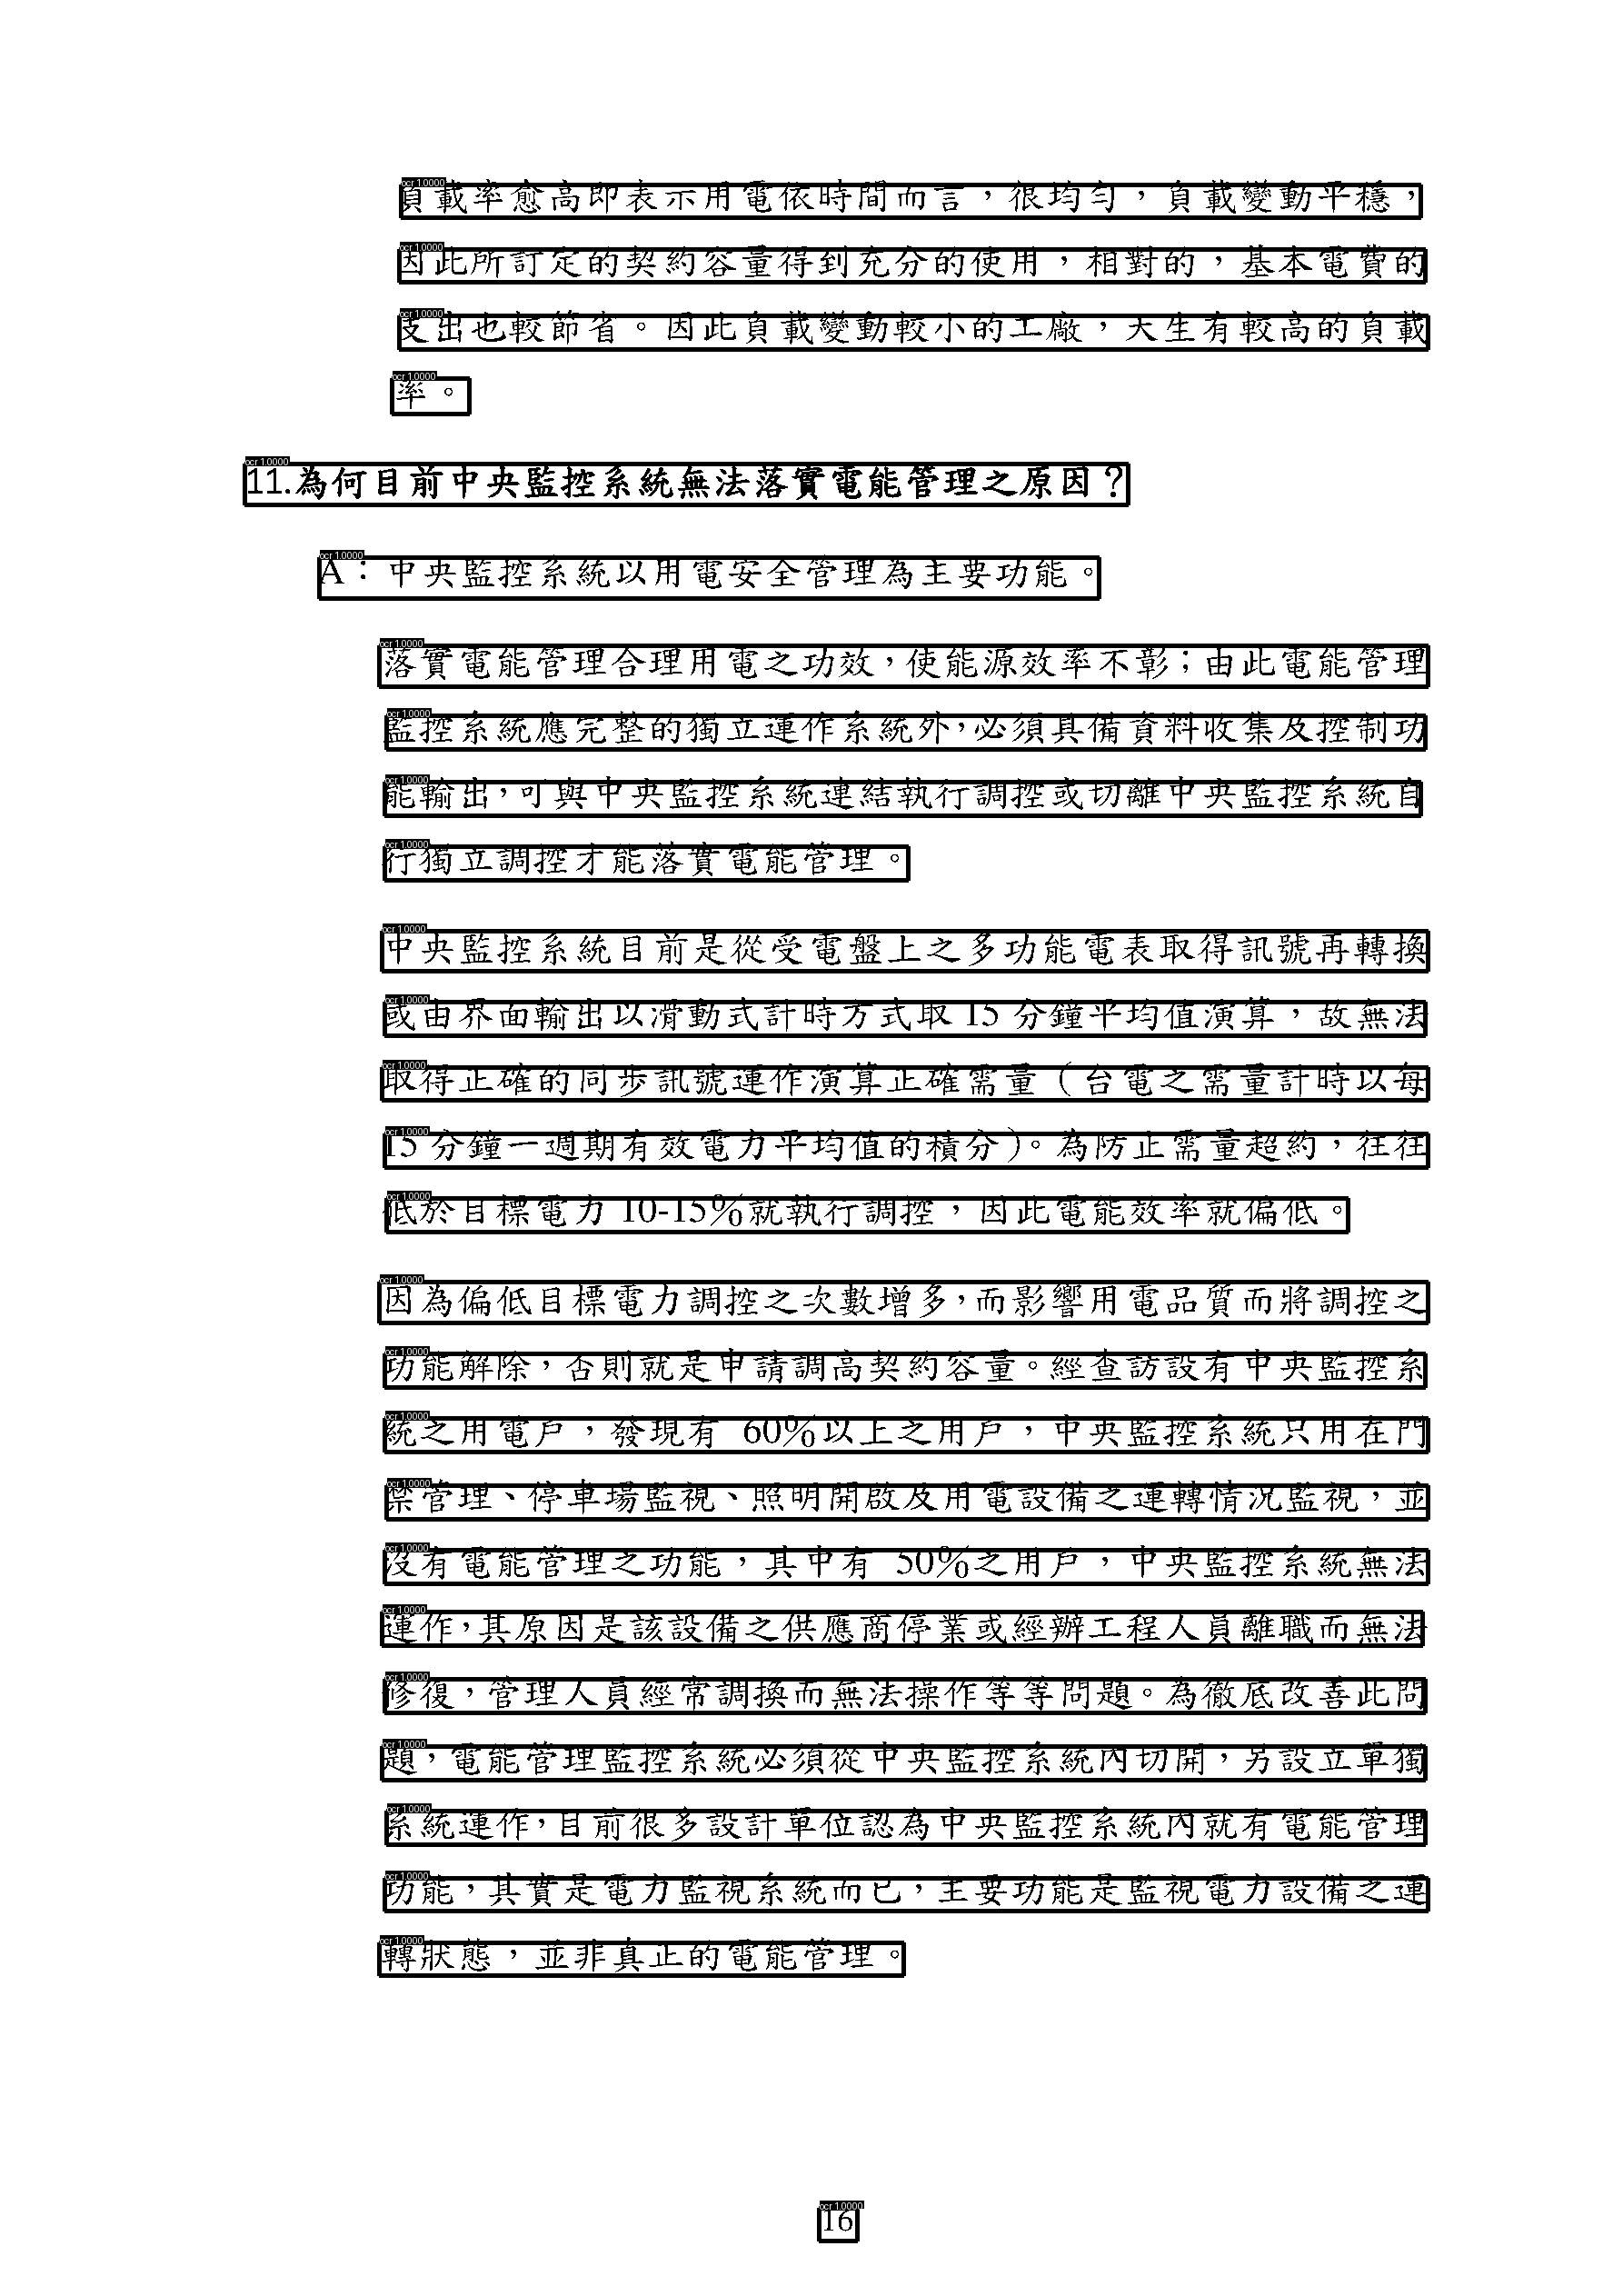 負載率愈高即表示用電依時間而言，很均勻，負載變動平穩，
因此所訂定的契約容量得到充分的使用，相對的，基本電費的
支出也較節省。因此負載變動較小的工廠，天生有較高的負載
率。
11.為何目前中央監控系統無法落實電能管理之原因？
A：中央監控系統以用電安全管理為主要功能。
落實電能管理合理用電之功效，使能源效率不彰；由此電能管理
監控系統應完整的獨立運作系統外，必須具備資料收集及控制功
能輸出，可與中央監控系統連結執行調控或切離中央監控系統自
行獨立調控才能落實電能管理。
中央監控系統目前是從受電盤上之多功能電表取得訊號再轉換
或由界面輸出以滑動式計時方式取 15 分鐘平均值演算，故無法
取得正確的同步訊號運作演算正確需量（台電之需量計時以每
15 分鐘一週期有效電力平均值的積分）。為防止需量超約，往往
低於目標電力 10-15％就執行調控，因此電能效率就偏低。
因為偏低目標電力調控之次數增多，而影響用電品質而將調控之
功能解除，否則就是申請調高契約容量。經查訪設有中央監控系
統之用電戶，發現有 60％以上之用戶，中央監控系統只用在門
禁管理、停車場監視、照明開啟及用電設備之運轉情況監視，並
沒有電能管理之功能，其中有 50％之用戶，中央監控系統無法
運作，其原因是該設備之供應商停業或經辦工程人員離職而無法
修復，管理人員經常調換而無法操作等等問題。為徹底改善此問
題，電能管理監控系統必須從中央監控系統內切開，另設立單獨
系統運作，目前很多設計單位認為中央監控系統內就有電能管理
功能，其實是電力監視系統而已，主要功能是監視電力設備之運
轉狀態，並非真正的電能管理。
16